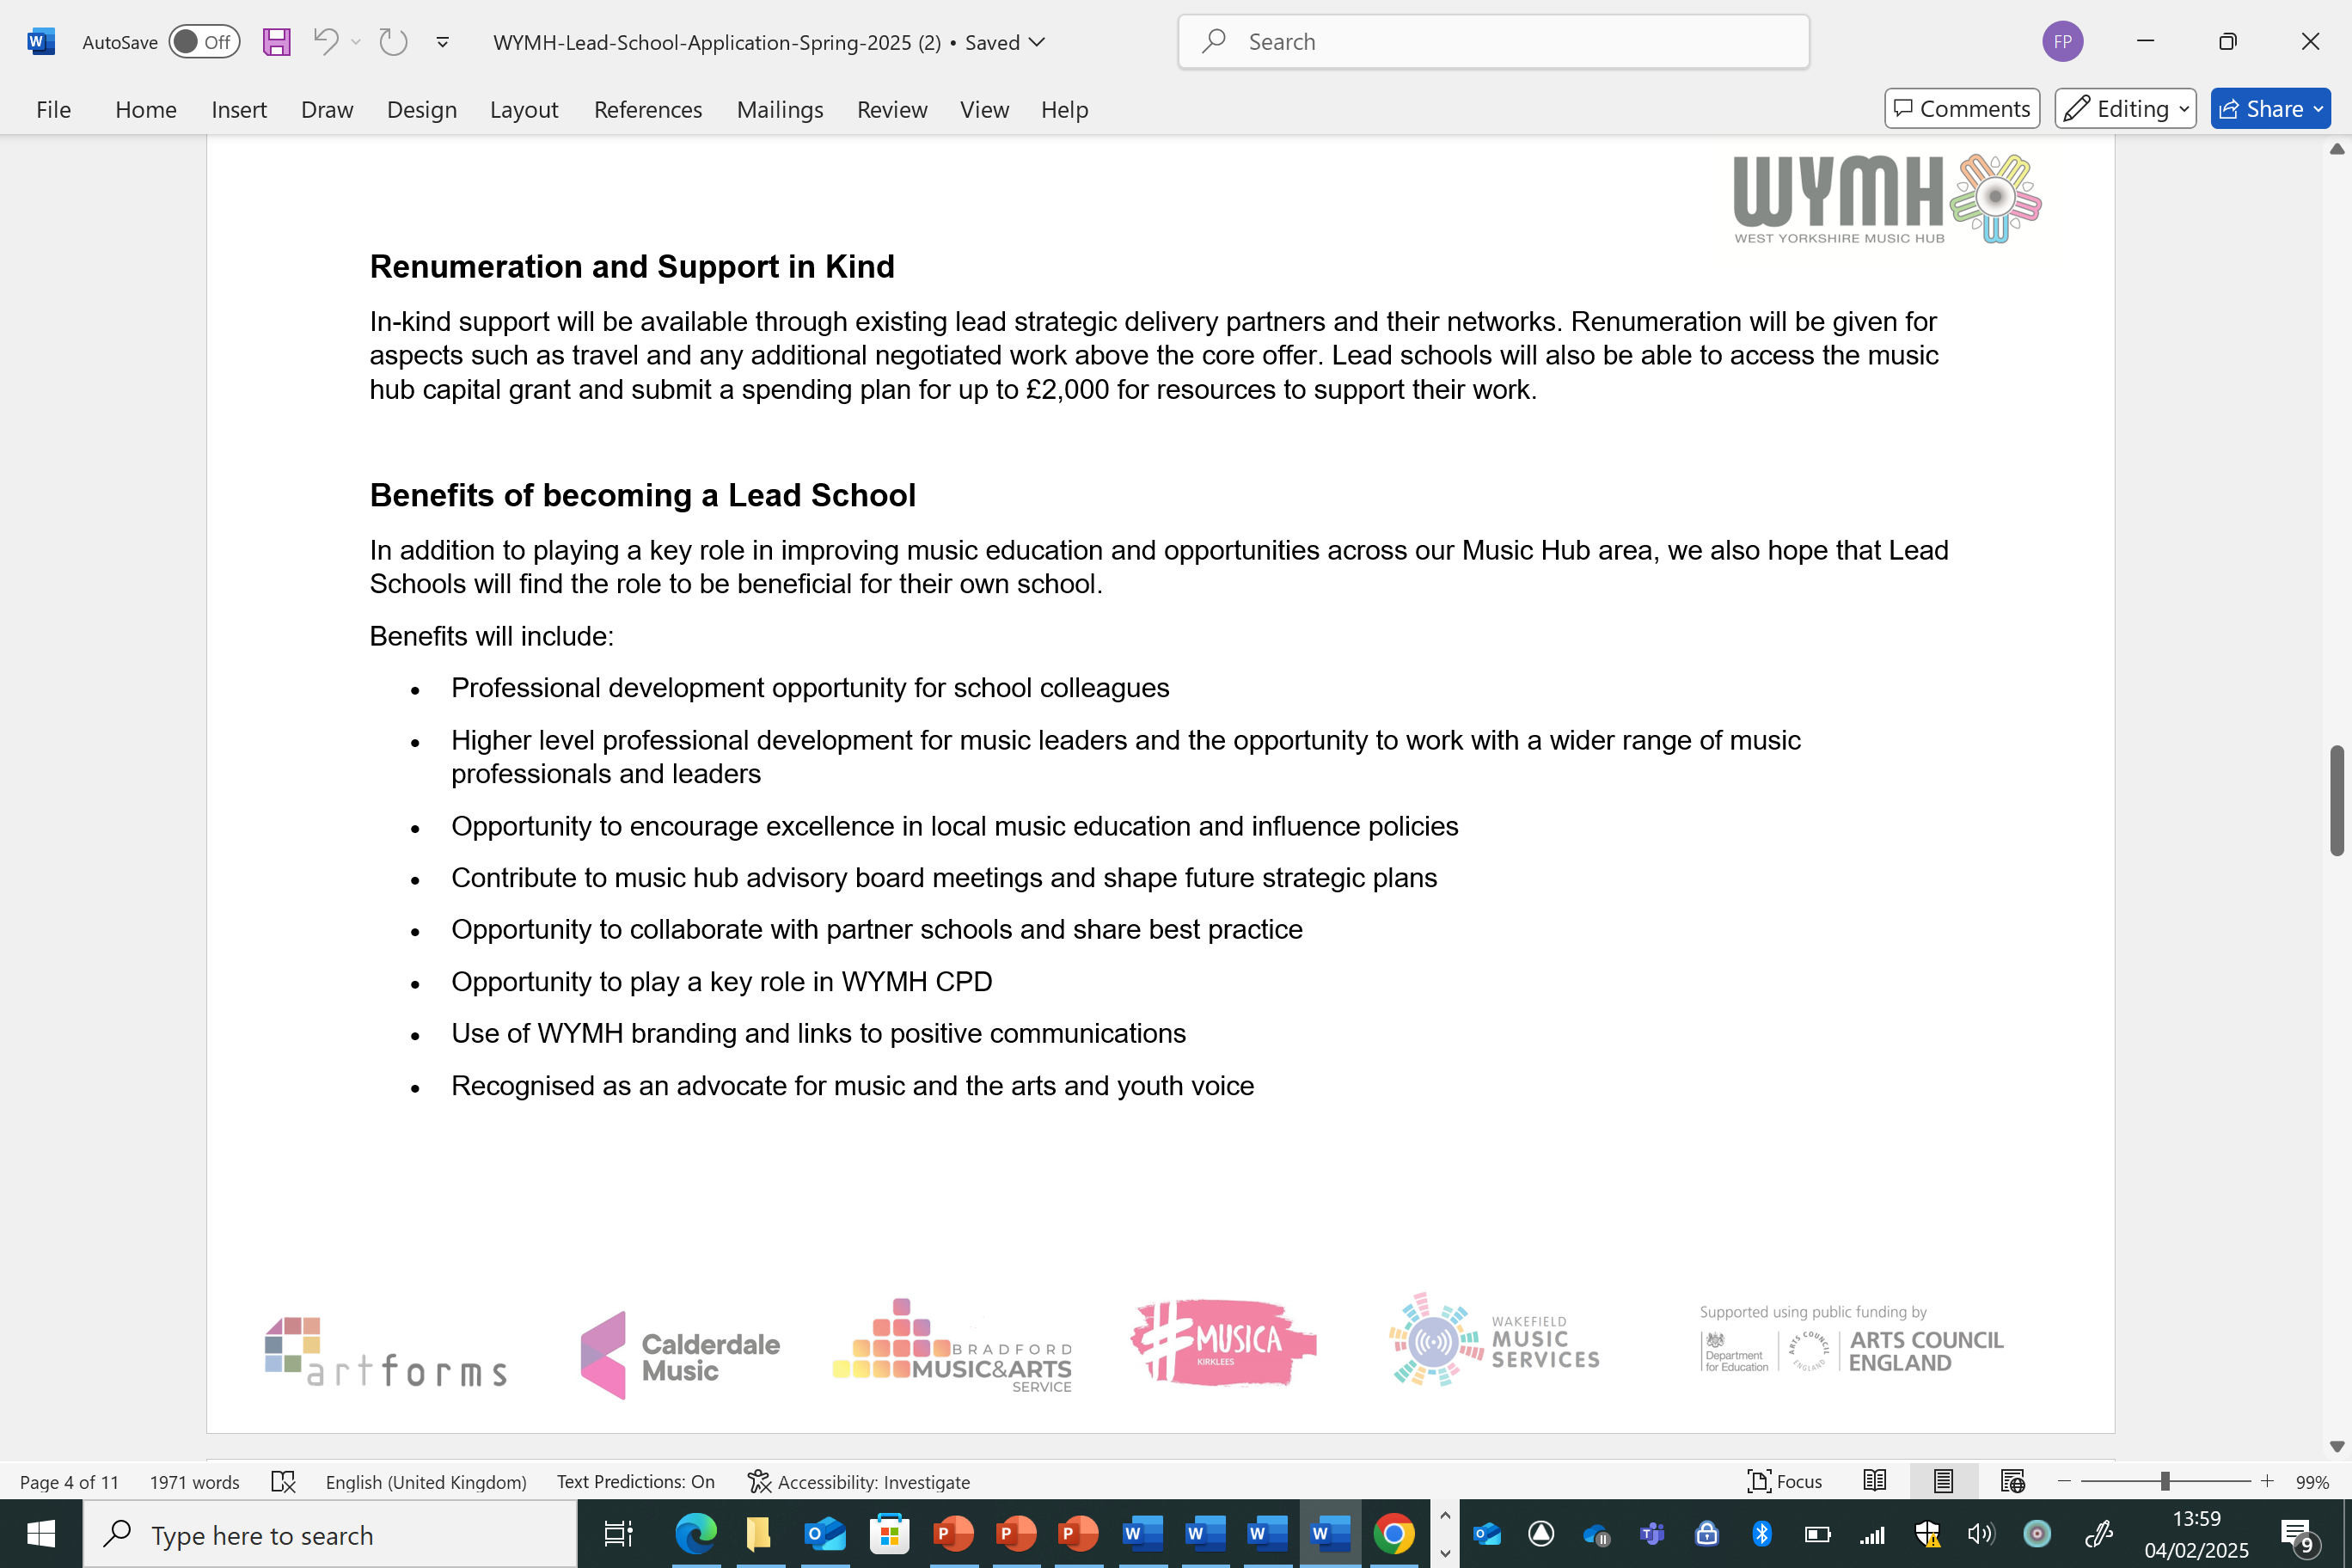 AutoSave Off WYMH-Lead-School-Application-Spring-2025 (2) • Saved Search FP
File Home Insert Draw Design Layout References Mailings Review View Help Comments Editing Share
WYMH
WEST YORKSHIRE MUSIC HUB
Renumeration and Support in Kind
In-kind support will be available through existing lead strategic delivery partners and their networks. Renumeration will be given for
aspects such as travel and any additional negotiated work above the core offer. Lead schools will also be able to access the music
hub capital grant and submit a spending plan for up to £2,000 for resources to support their work.
Benefits of becoming a Lead School
In addition to playing a key role in improving music education and opportunities across our Music Hub area, we also hope that Lead
Schools will find the role to be beneficial for their own school.
Benefits will include:
• Professional development opportunity for school colleagues
• Higher level professional development for music leaders and the opportunity to work with a wider range of music
professionals and leaders
• Opportunity to encourage excellence in local music education and influence policies
• Contribute to music hub advisory board meetings and shape future strategic plans
• Opportunity to collaborate with partner schools and share best practice
• Opportunity to play a key role in WYMH CPD
• Use of WYMH branding and links to positive communications
• Recognised as an advocate for music and the arts and youth voice
artforms
Calderdale
Music
BRADFORD
MUSIC&ARTS
SERVICE
#MUSICA
KIRKLEES
WAKEFIELD
MUSIC
SERVICES
Supported using public funding by
Department
for Education
ARTS COUNCIL
ENGLAND
ARTS COUNCIL
ENGLAND
Page 4 of 11 1971 words English (United Kingdom) Text Predictions: On Accessibility: Investigate Focus 99%
Type here to search
13:59
04/02/2025
9